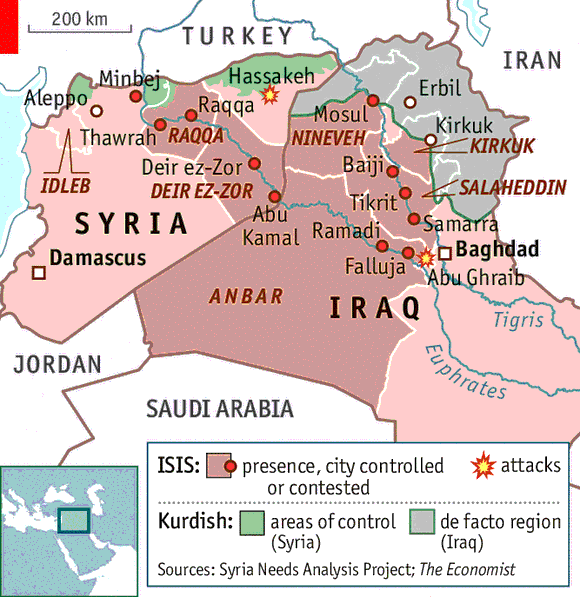 200 km
TURKEY
IRAN
Minbej
Hassakeh
Aleppo
Erbil
Raqqa
Mosul
Thawrah
RAQQA
NINEVEH
Kirkuk
KIRKUK
Deir ez-Zor
Baiji
IDLEB
DEIR EZ-ZOR
SALAHEDDIN
Tikrit
SYRIA
Abu
Kamal
Ramadi
Samarra
Damascus
Baghdad
Falluja
Abu Ghraib
ANBAR
IRAQ
Tigris
JORDAN
Euphrates
SAUDI ARABIA
ISIS: presence, city controlled
or contested
attacks
Kurdish: areas of control
(Syria)
de facto region
(Iraq)
Sources: Syria Needs Analysis Project; The Economist